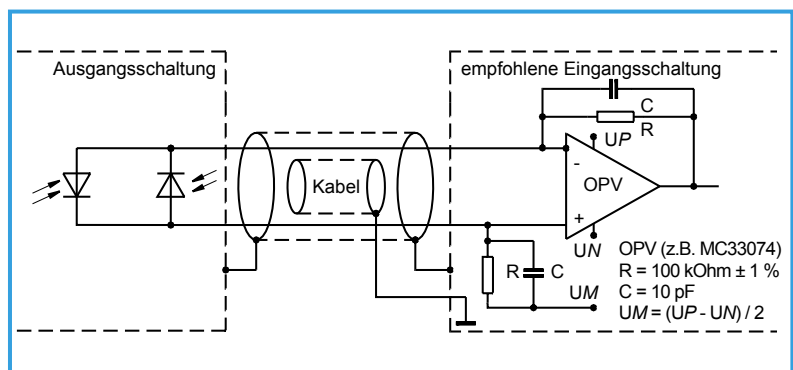 Ausgangsschaltung
empfohlene Eingangsschaltung
C
R
UP
-
OPV
+
UN
Kabel
R
C
UM
OPV (z.B. MC33074)
R = 100 kOhm ± 1 %
C = 10 pF
UM = (UP - UN) / 2